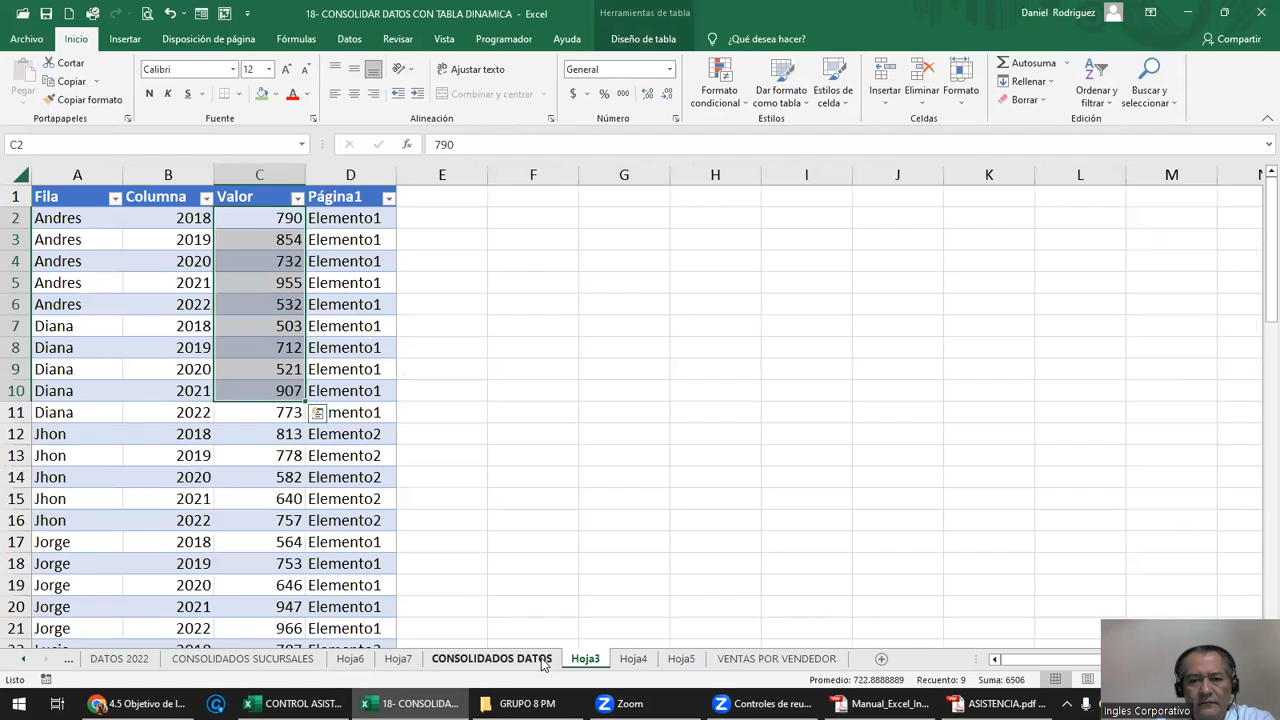 18- CONSOLIDAR DATOS CON TABLA DINAMICA - Excel
Herramientas de tabla
Daniel Rodriguez
Archivo Inicio Insertar Disposición de página Fórmulas Datos Revisar Vista Programador Ayuda Diseño de tabla ¿Qué desea hacer? Compartir
Pegar
Cortar
Copiar
Copiar formato
Portapapeles
Calibri 12
N K S
Fuente
Ajustar texto
Combinar y centrar
Alineación
General
$ % 000
Número
Formato condicional
Dar formato como tabla
Estilos de celda
Estilos
Insertar Eliminar Formato
Celdas
Autosuma
Rellenar
Borrar
Ordenar y filtrar
Buscar y seleccionar
Edición
C2 fx 790
A B C D E F G H I J K L M N
1 Fila Columna Valor Página1
2 Andres 2018 790 Elemento1
3 Andres 2019 854 Elemento1
4 Andres 2020 732 Elemento1
5 Andres 2021 955 Elemento1
6 Andres 2022 532 Elemento1
7 Diana 2018 503 Elemento1
8 Diana 2019 712 Elemento1
9 Diana 2020 521 Elemento1
10 Diana 2021 907 Elemento1
11 Diana 2022 773 mento1
12 Jhon 2018 813 Elemento2
13 Jhon 2019 778 Elemento2
14 Jhon 2020 582 Elemento2
15 Jhon 2021 640 Elemento2
16 Jhon 2022 757 Elemento2
17 Jorge 2018 564 Elemento1
18 Jorge 2019 753 Elemento1
19 Jorge 2020 646 Elemento1
20 Jorge 2021 947 Elemento1
21 Jorge 2022 966 Elemento1
... DATOS 2022 CONSOLIDADOS SUCURSALES Hoja6 Hoja7 CONSOLIDADOS DATOS Hoja3 Hoja4 Hoja5 VENTAS POR VENDEDOR
Listo
Promedio: 722.8888889 Recuento: 9 Suma: 6506
4.5 Objetivo de I...
CONTROL ASIST...
18- CONSOLIDA...
GRUPO 8 PM
Zoom
Controles de reu...
Manual_Excel_In...
ASISTENCIA.pdf ...
Ingles Corporativo